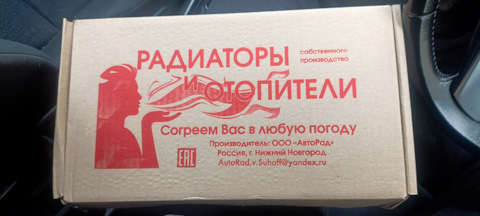 РАДИАТОРЫ
собственного
производства
И ОТОПИТЕЛИ
Согреем Вас в любую погоду
Производитель: ООО «АвтоРад»
Россия, г. Нижний Новгород
AutoRad.v.Suhoff@yandex.ru
EAC